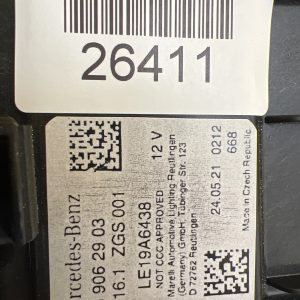 26411
Mercedes-Benz
906 29 03
16.1 ZGS 001
LE19A6438
NOT CCC APPROVED 12 V
Marelli Automotive Lighting Reutlingen
(Germany) GmbH, Tübinger Str. 123
D 72762 Reutlingen
24.05.21 0212
668
Made in Czech Republic